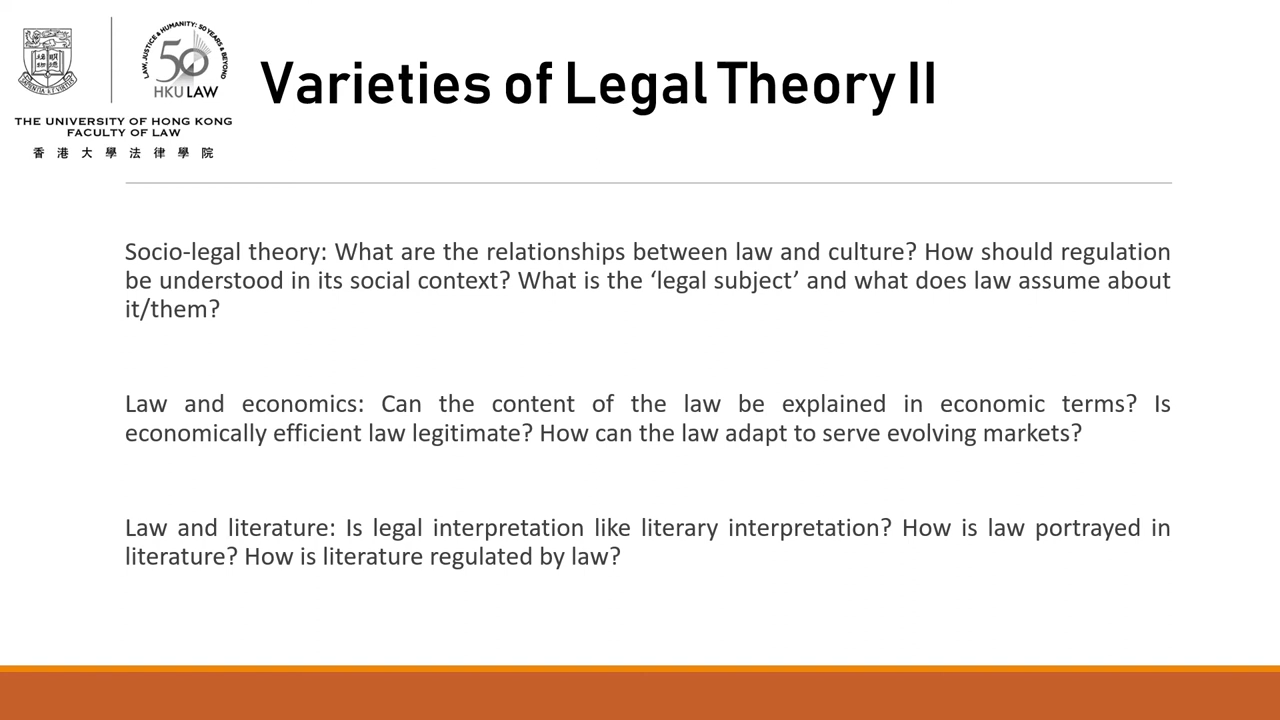 LAW, JUSTICE & HUMANITY: 50 YEARS & BEYOND
50
HKU LAW
THE UNIVERSITY OF HONG KONG
FACULTY OF LAW
香港大學法律學院
Varieties of Legal Theory II
Socio-legal theory: What are the relationships between law and culture? How should regulation
be understood in its social context? What is the ‘legal subject’ and what does law assume about
it/them?
Law and economics: Can the content of the law be explained in economic terms? Is
economically efficient law legitimate? How can the law adapt to serve evolving markets?
Law and literature: Is legal interpretation like literary interpretation? How is law portrayed in
literature? How is literature regulated by law?